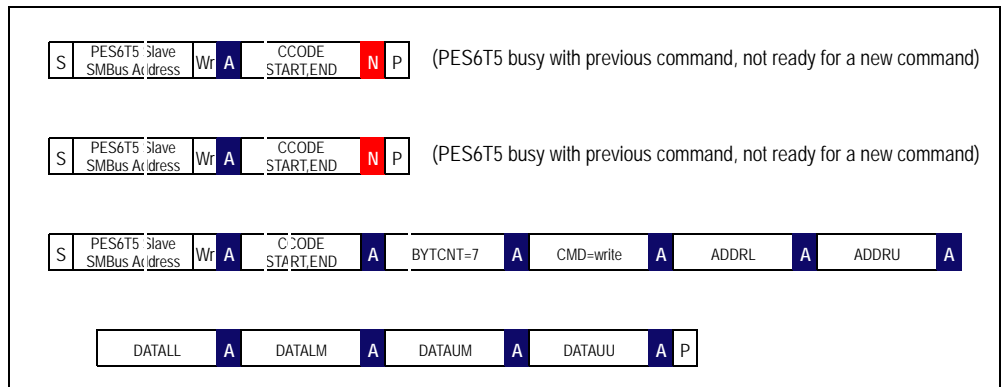 S PES6T5 Slave SMBus Address Wr A CCODE START,END N P (PES6T5 busy with previous command, not ready for a new command)
S PES6T5 Slave SMBus Address Wr A CCODE START,END N P (PES6T5 busy with previous command, not ready for a new command)
S PES6T5 Slave SMBus Address Wr A CCODE START,END A BYTCNT=7 A CMD=write A ADDRL A ADDRU A
DATALL A DATALM A DATAUM A DATAUU A P